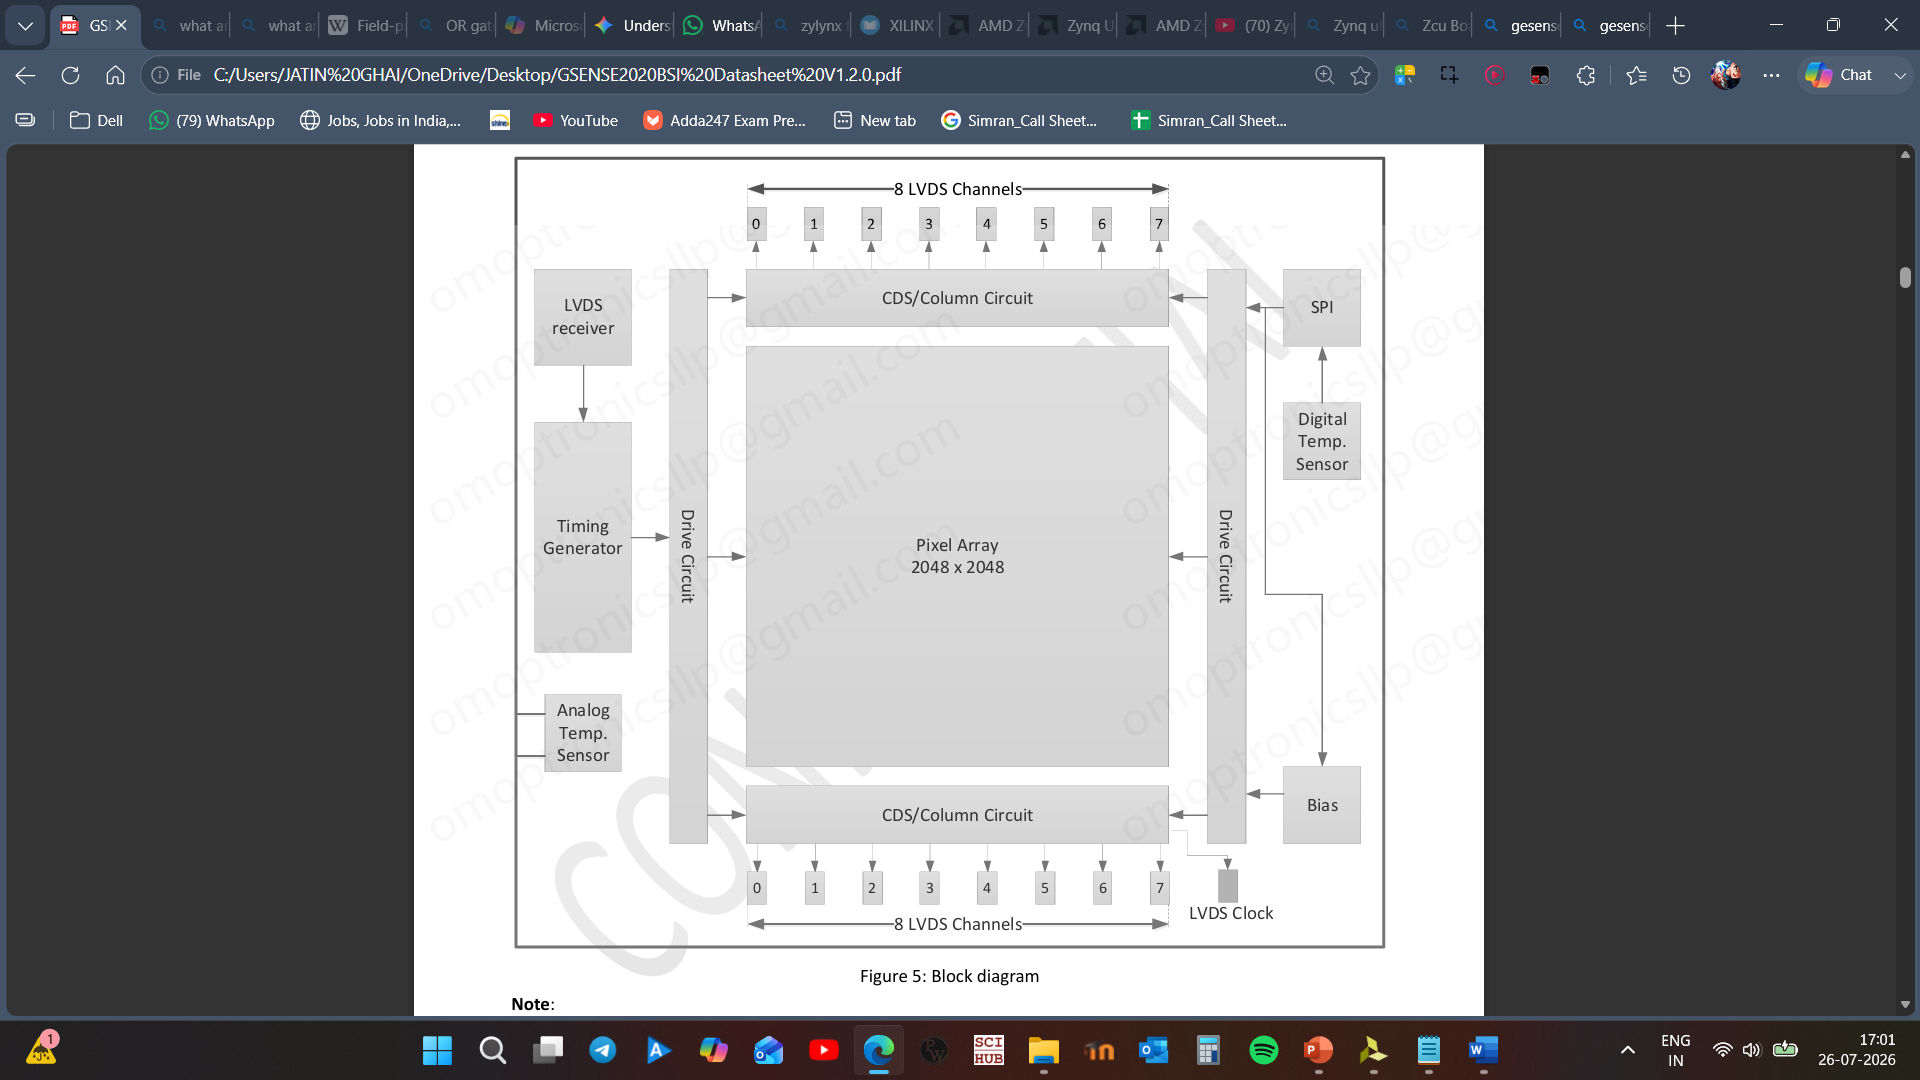 GS
what a
what a
Field-p
OR gat
Micros
Unders
WhatsA
zylynx
XILINX
AMD Z
Zynq U
AMD Z
(70) Zy
Zynq u
Zcu Bo
gesens
gesens
File
C:/Users/JATIN%20GHAI/OneDrive/Desktop/GSENSE2020BSI%20Datasheet%20V1.2.0.pdf
Chat
Dell
(79) WhatsApp
Jobs, Jobs in India,...
shine
YouTube
Adda247 Exam Pre...
New tab
Simran_Call Sheet...
Simran_Call Sheet...
8 LVDS Channels
0 1 2 3 4 5 6 7
LVDS
receiver
CDS/Column Circuit
SPI
Digital
Temp.
Sensor
Timing
Generator
Drive Circuit
Pixel Array
2048 x 2048
Drive Circuit
Analog
Temp.
Sensor
CDS/Column Circuit
Bias
0 1 2 3 4 5 6 7
LVDS Clock
8 LVDS Channels
omoptronicsllp@gmail.com
Figure 5: Block diagram
Note:
1
SCI
HUB
ENG
IN
17:01
26-07-2026